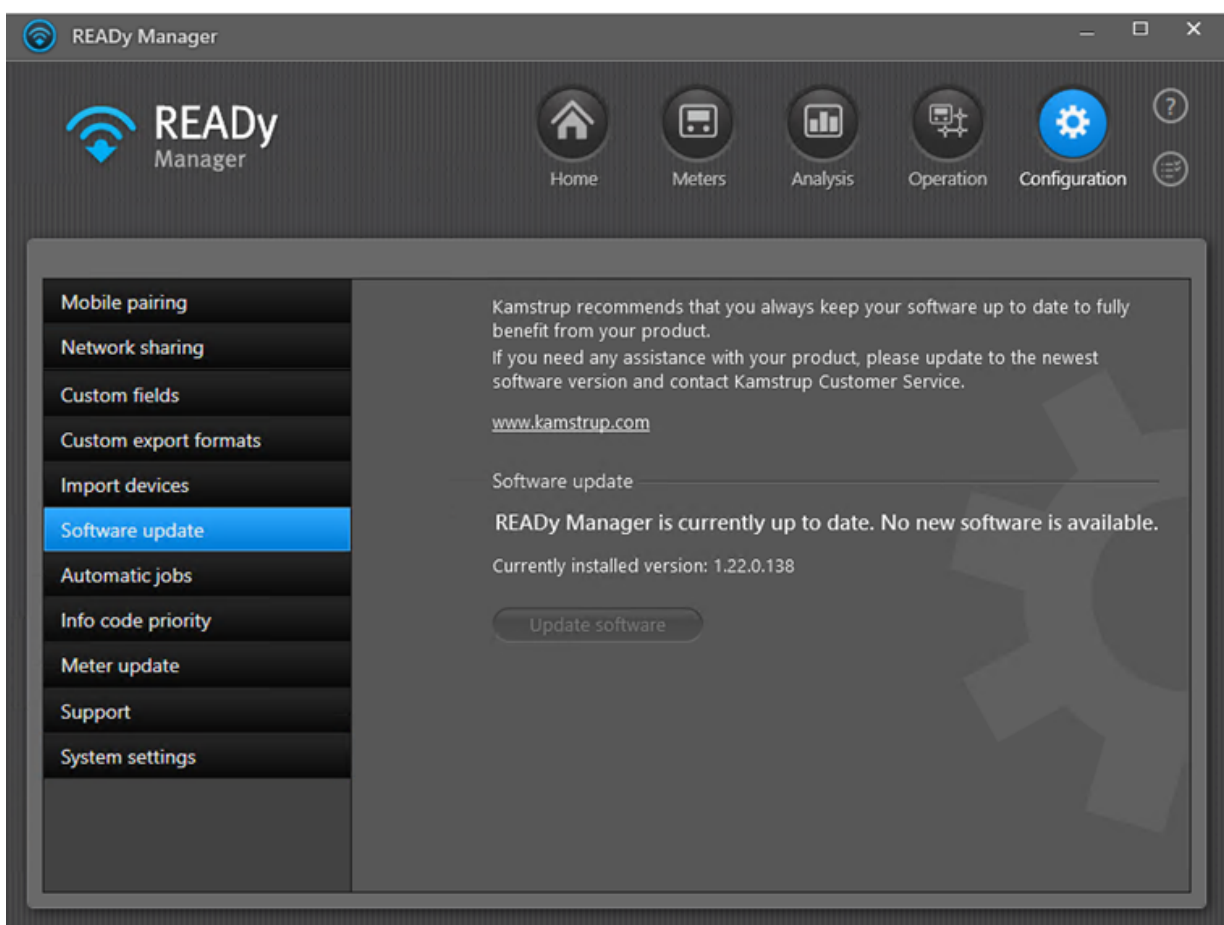 READy Manager
READy
Manager
Home
Meters
Analysis
Operation
Configuration
?
Mobile pairing
Network sharing
Custom fields
Custom export formats
Import devices
Software update
Automatic jobs
Info code priority
Meter update
Support
System settings
Kamstrup recommends that you always keep your software up to date to fully
benefit from your product.
If you need any assistance with your product, please update to the newest
software version and contact Kamstrup Customer Service.
www.kamstrup.com
Software update
READy Manager is currently up to date. No new software is available.
Currently installed version: 1.22.0.138
Update software